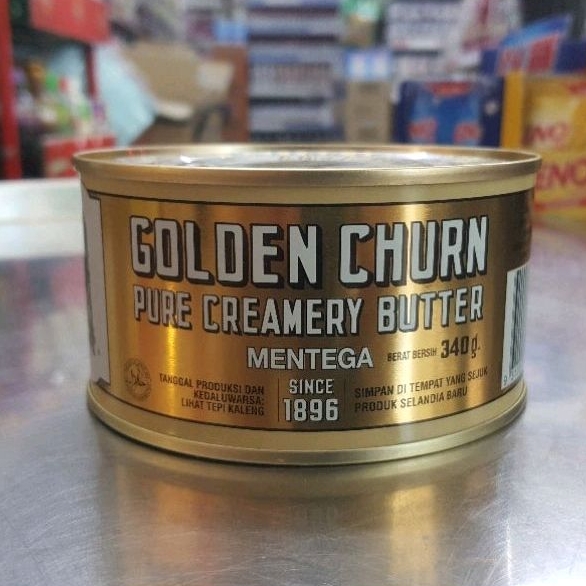 GOLDEN CHURN
PURE CREAMERY BUTTER
MENTEGA
BERAT BERSIH 340 g.
TANGGAL PRODUKSI DAN
KEDALUWARSA:
LIHAT TEPI KALENG
SINCE
1896
SIMPAN DI TEMPAT YANG SEJUK
PRODUK SELANDIA BARU